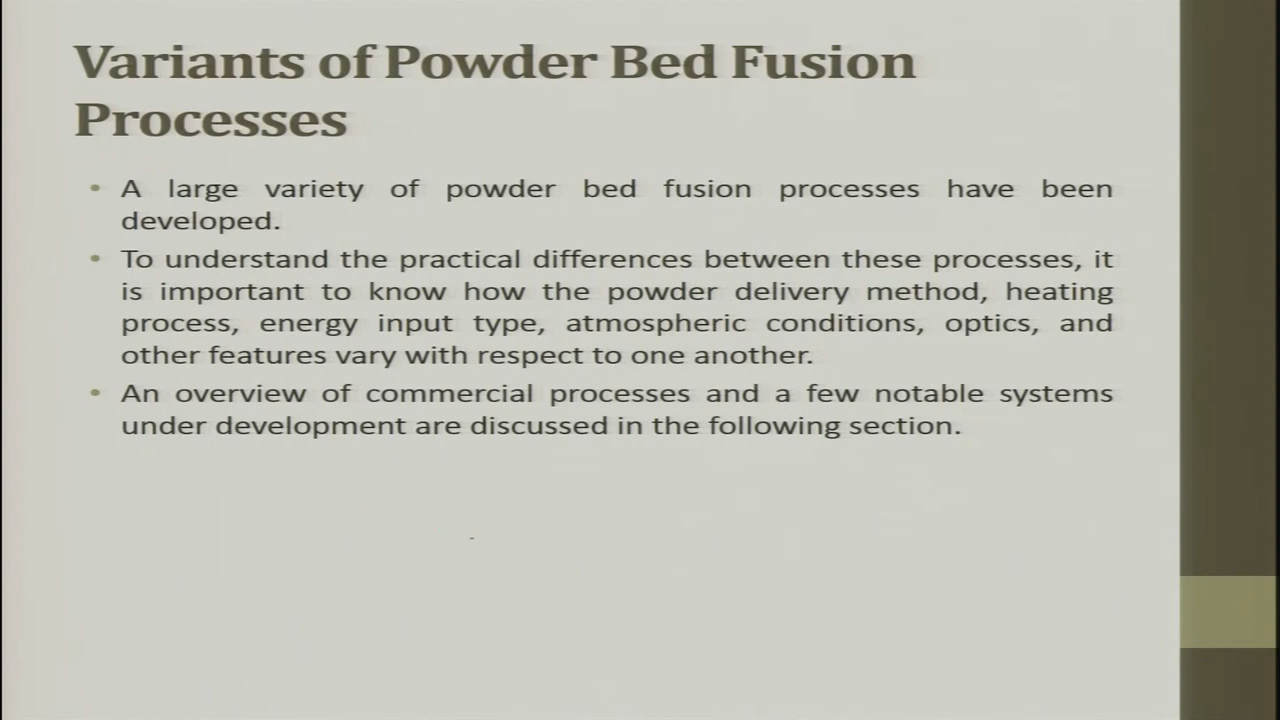 Variants of Powder Bed Fusion
Processes
• A large variety of powder bed fusion processes have been
developed.
• To understand the practical differences between these processes, it
is important to know how the powder delivery method, heating
process, energy input type, atmospheric conditions, optics, and
other features vary with respect to one another.
• An overview of commercial processes and a few notable systems
under development are discussed in the following section.